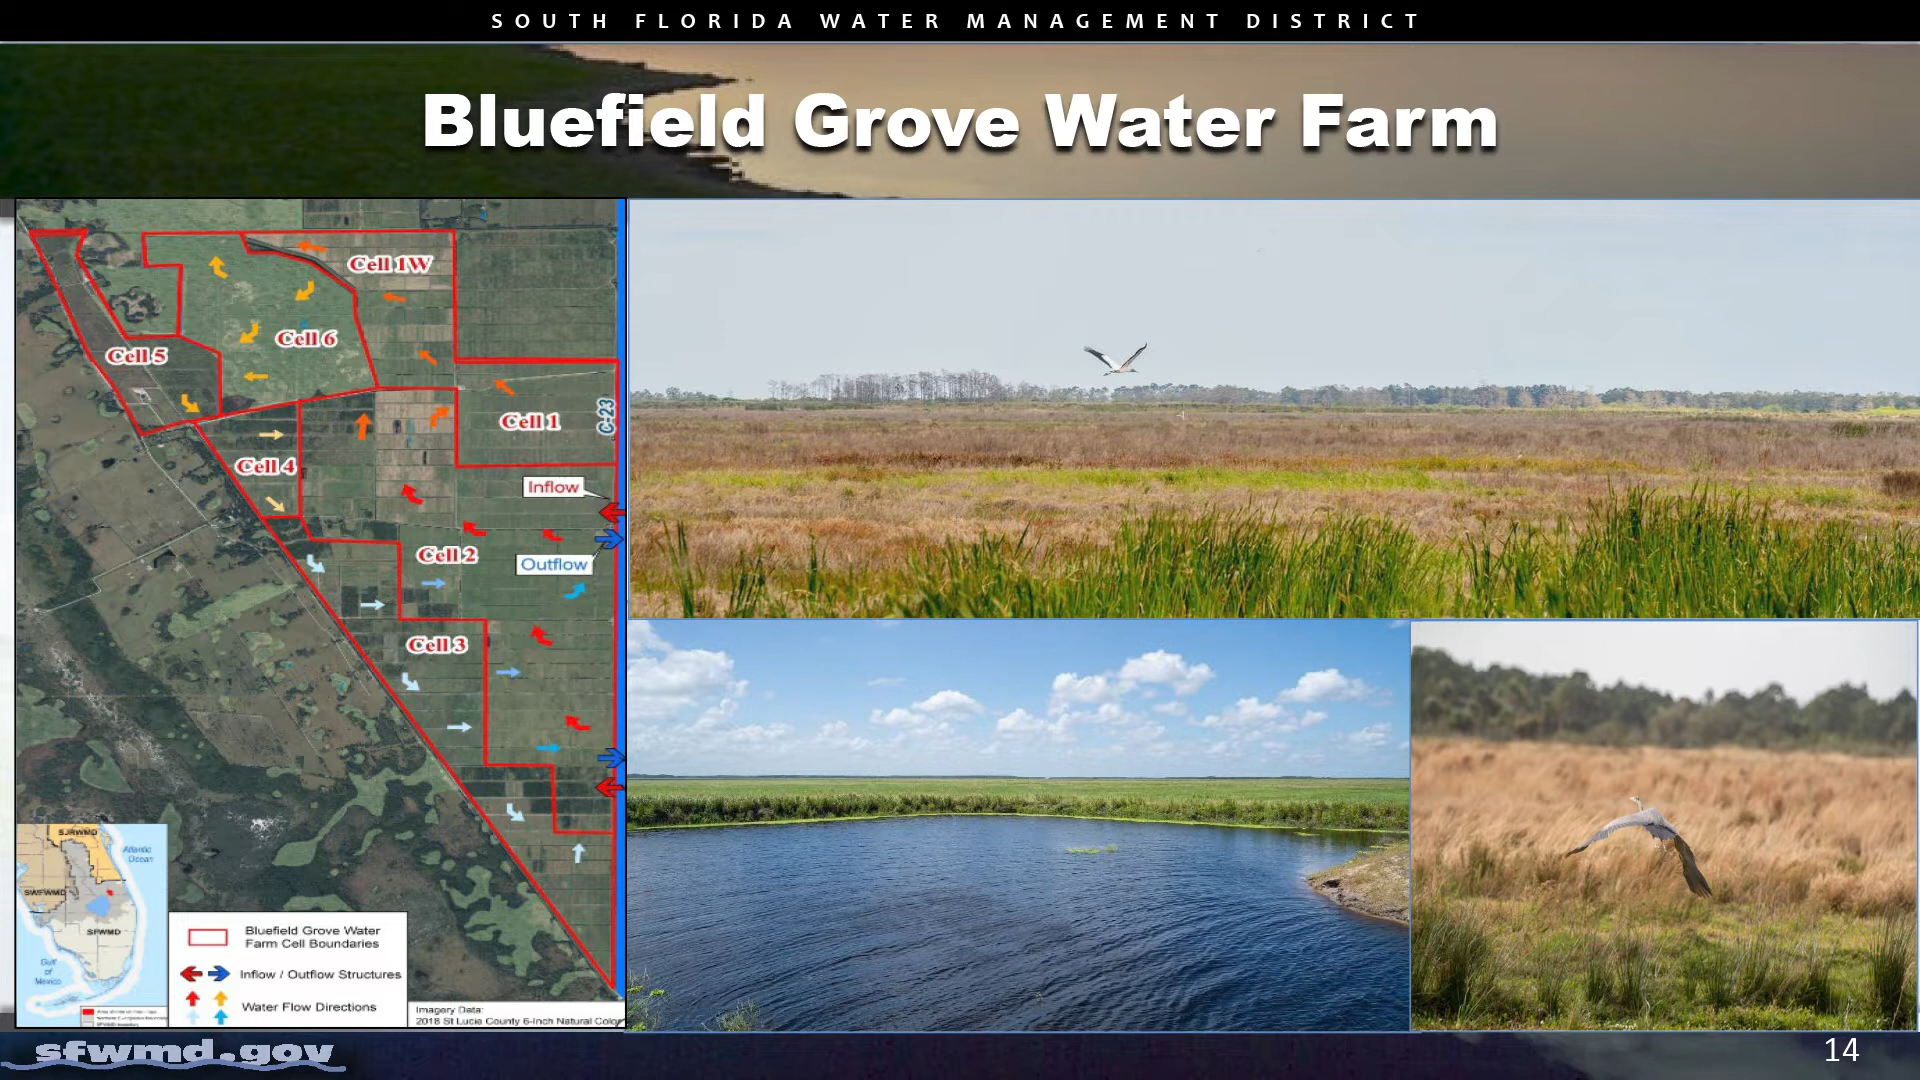 SOUTH FLORIDA WATER MANAGEMENT DISTRICT
Bluefield Grove Water Farm
Cell 1W
Cell 6
Cell 5
Cell 1
C-23
Cell 4
Inflow
Cell 2
Outflow
Cell 3
SJRWMD
Atlantic
Ocean
SWFWMD
SFWMD
Gulf
of
Mexico
Bluefield Grove Water
Farm Cell Boundaries
Inflow / Outflow Structures
Water Flow Directions
Imagery Data:
2018 St Lucie County 6-Inch Natural Color
sfwmd.gov
14